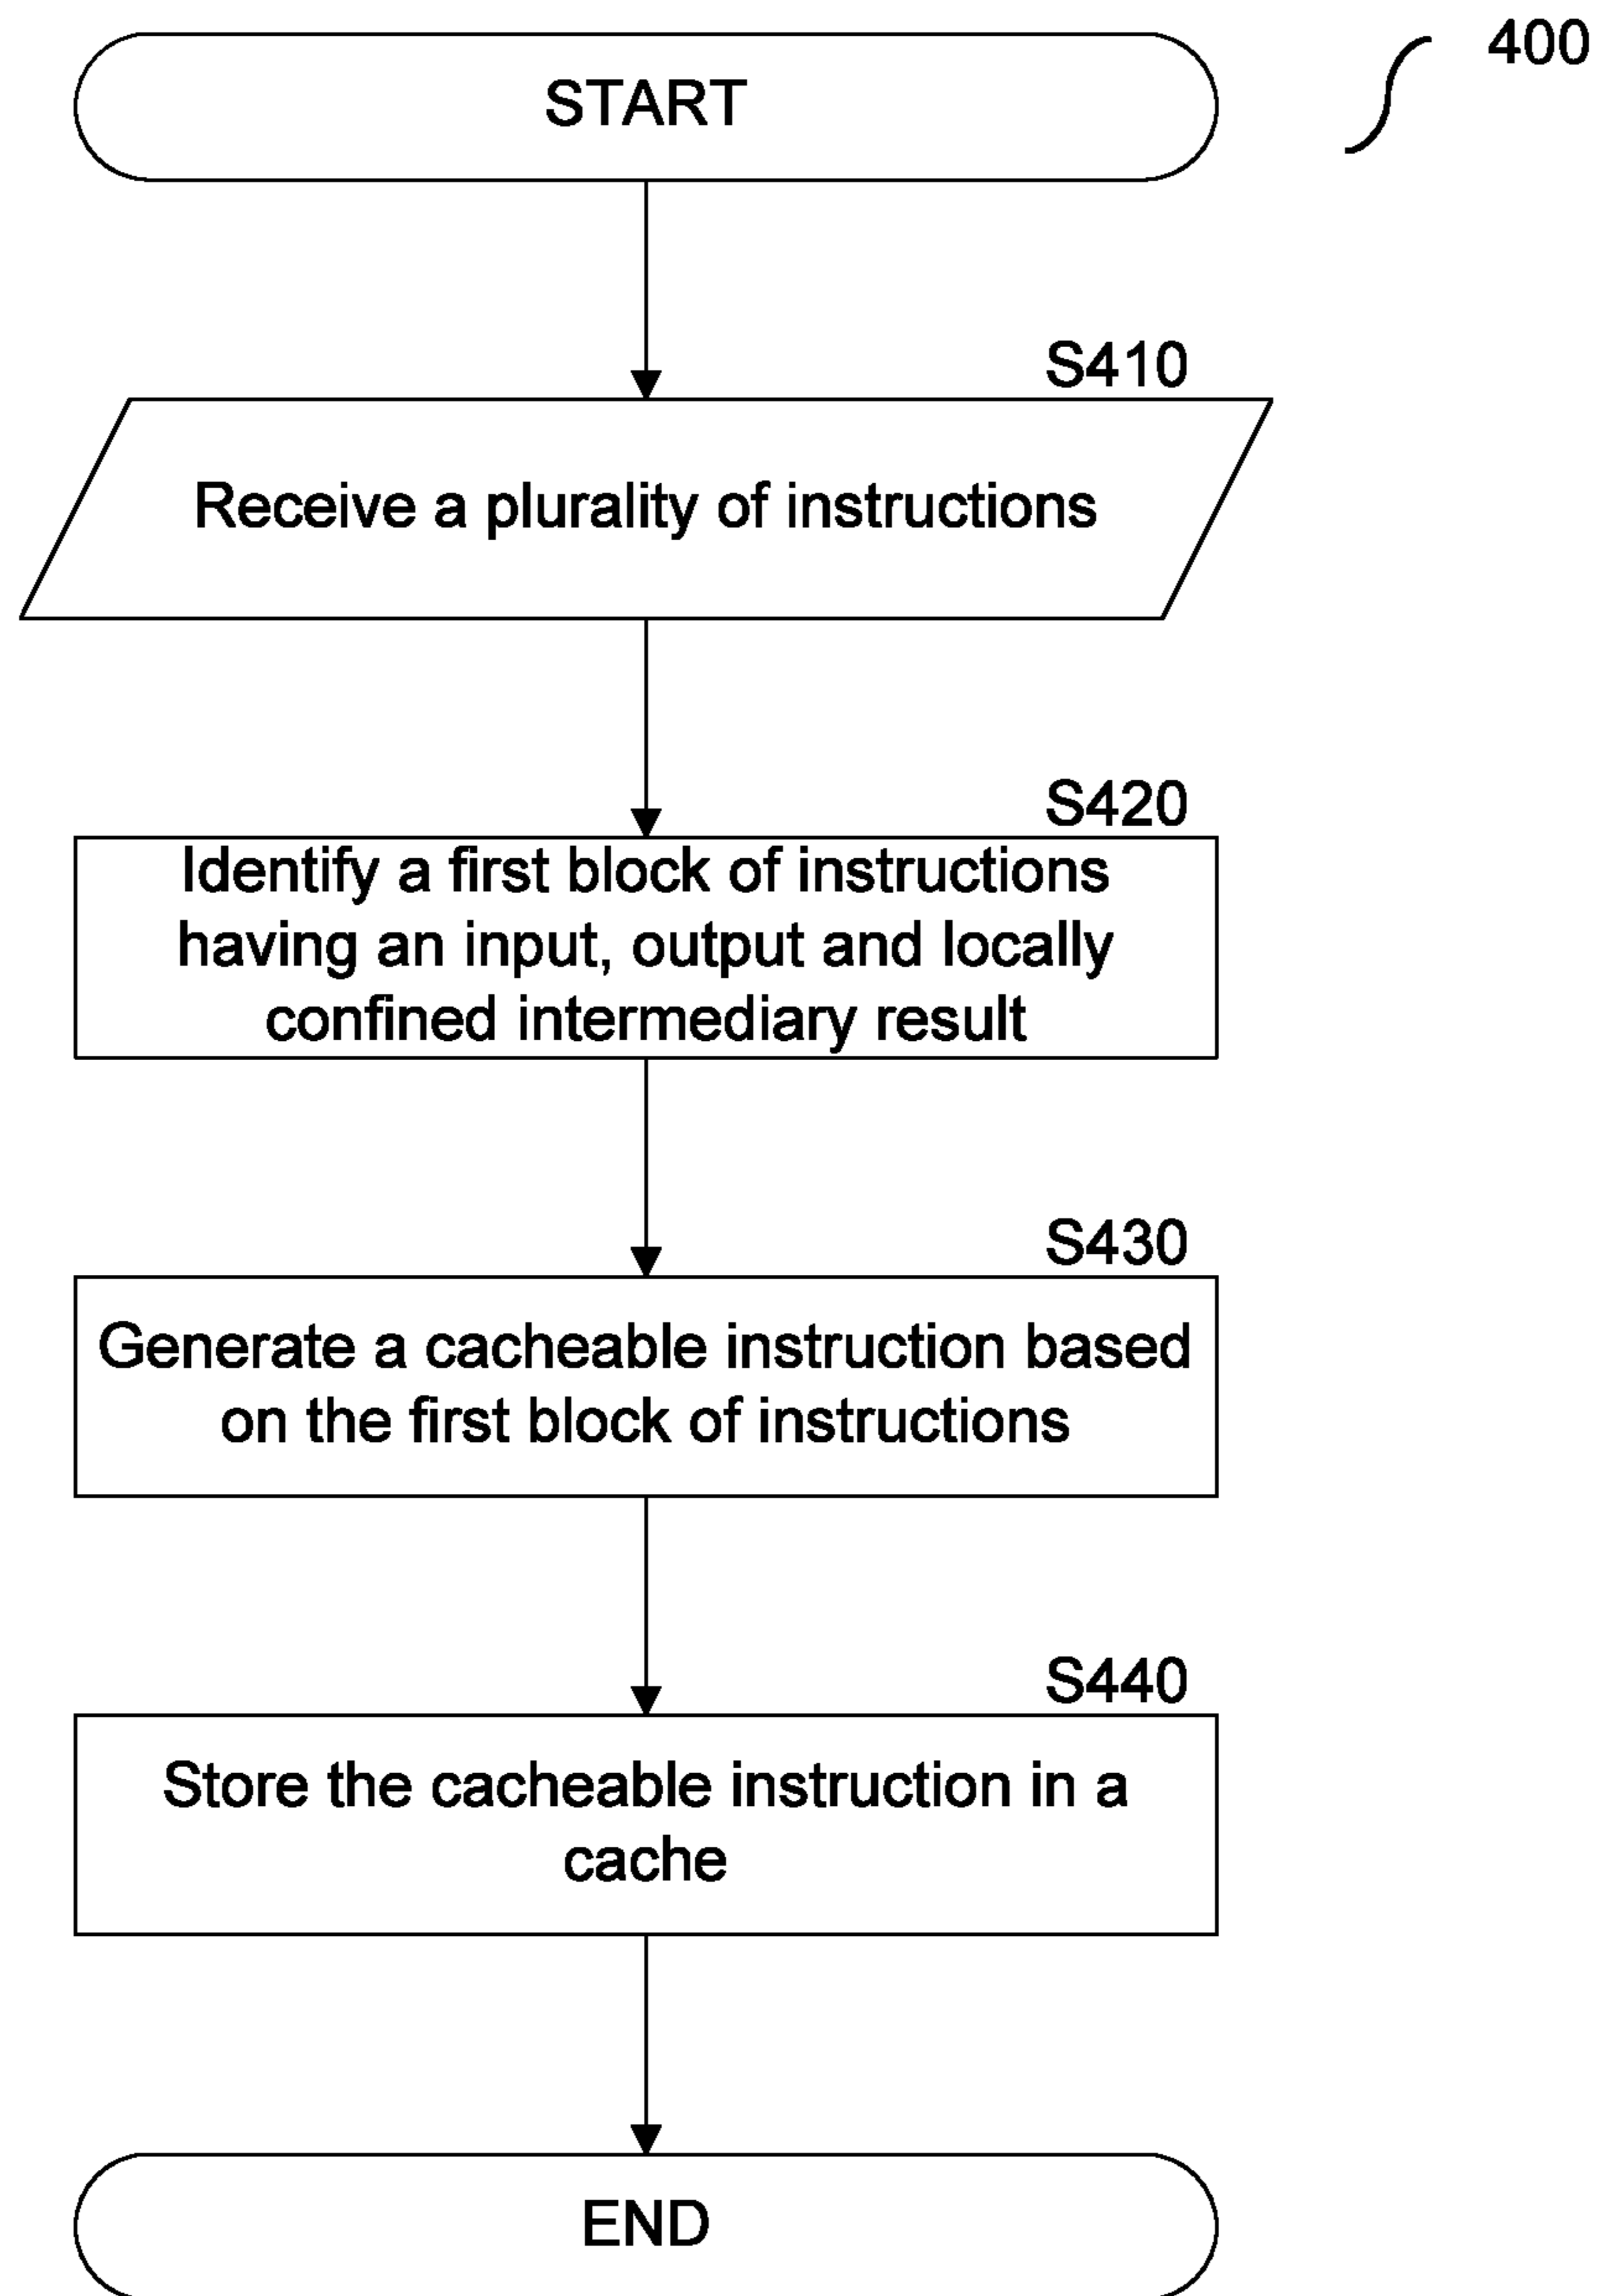 START
400
S410
Receive a plurality of instructions
S420
Identify a first block of instructions
having an input, output and locally
confined intermediary result
S430
Generate a cacheable instruction based
on the first block of instructions
S440
Store the cacheable instruction in a
cache
END